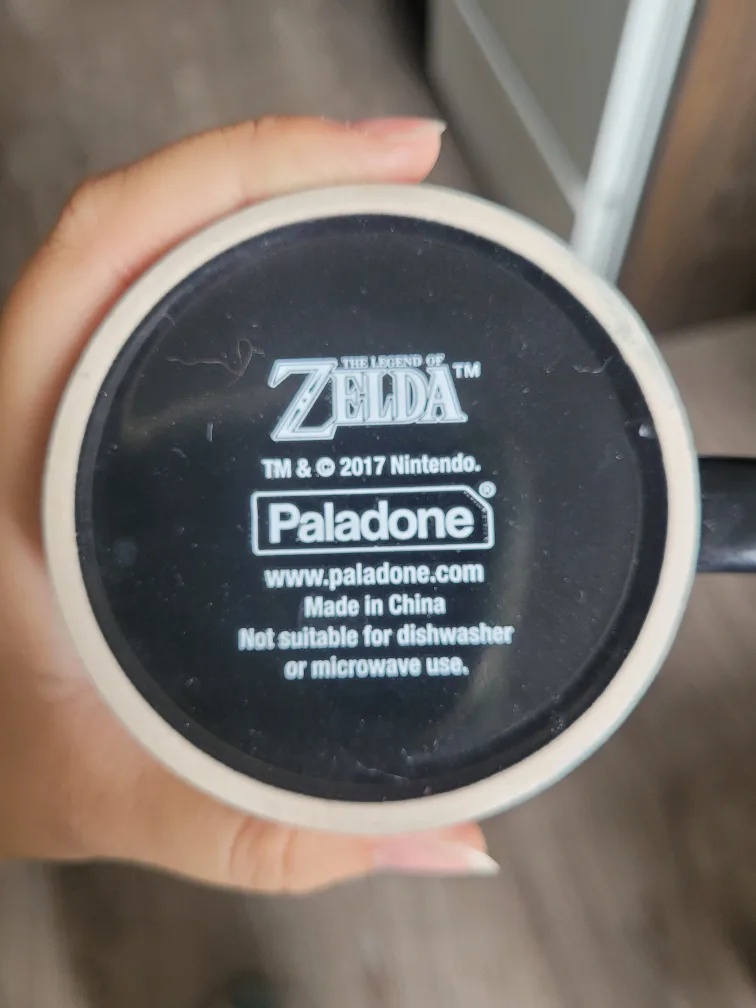 THE LEGEND OF
ZELDA™
TM & © 2017 Nintendo.
Paladone®
www.paladone.com
Made in China
Not suitable for dishwasher
or microwave use.